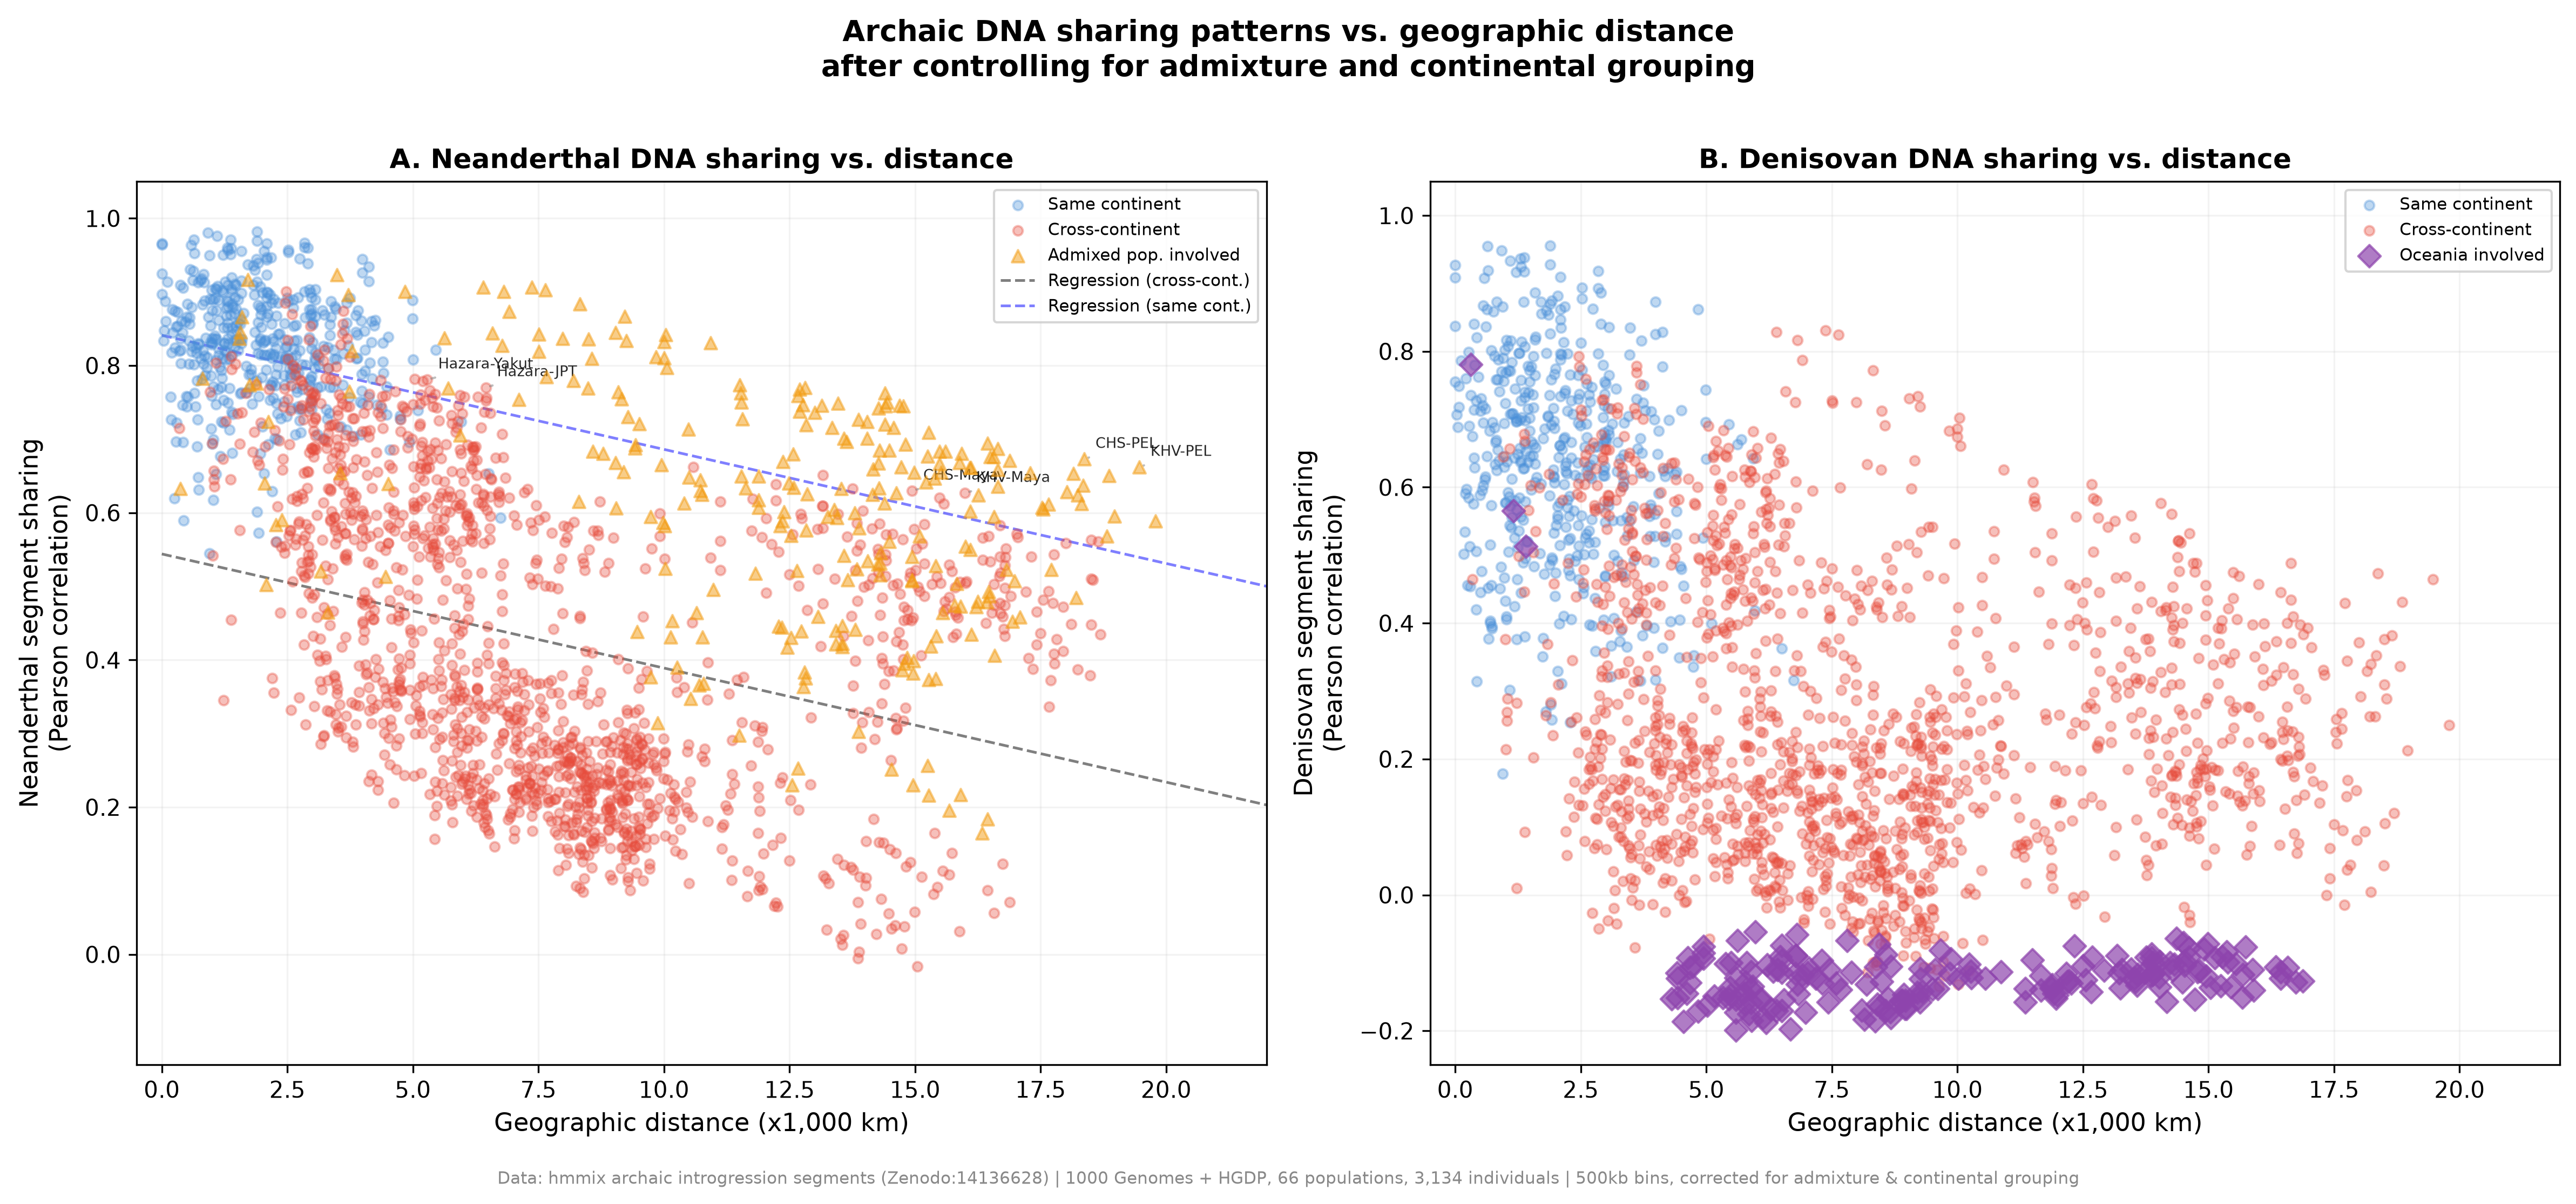 Archaic DNA sharing patterns vs. geographic distance
after controlling for admixture and continental grouping
A. Neanderthal DNA sharing vs. distance
Neanderthal segment sharing
(Pearson correlation)
1.0
0.8
0.6
0.4
0.2
0.0
Same continent
Cross-continent
Admixed pop. involved
Regression (cross-cont.)
Regression (same cont.)
Hazara-Yakut
Hazara-JPT
CHS-PEL
KHV-PEL
CHS-Maya
KHV-Maya
0.0 2.5 5.0 7.5 10.0 12.5 15.0 17.5 20.0
Geographic distance (x1,000 km)
B. Denisovan DNA sharing vs. distance
Denisovan segment sharing
(Pearson correlation)
1.0
0.8
0.6
0.4
0.2
0.0
−0.2
Same continent
Cross-continent
Oceania involved
0.0 2.5 5.0 7.5 10.0 12.5 15.0 17.5 20.0
Geographic distance (x1,000 km)
Data: hmmix archaic introgression segments (Zenodo:14136628) | 1000 Genomes + HGDP, 66 populations, 3,134 individuals | 500kb bins, corrected for admixture & continental grouping